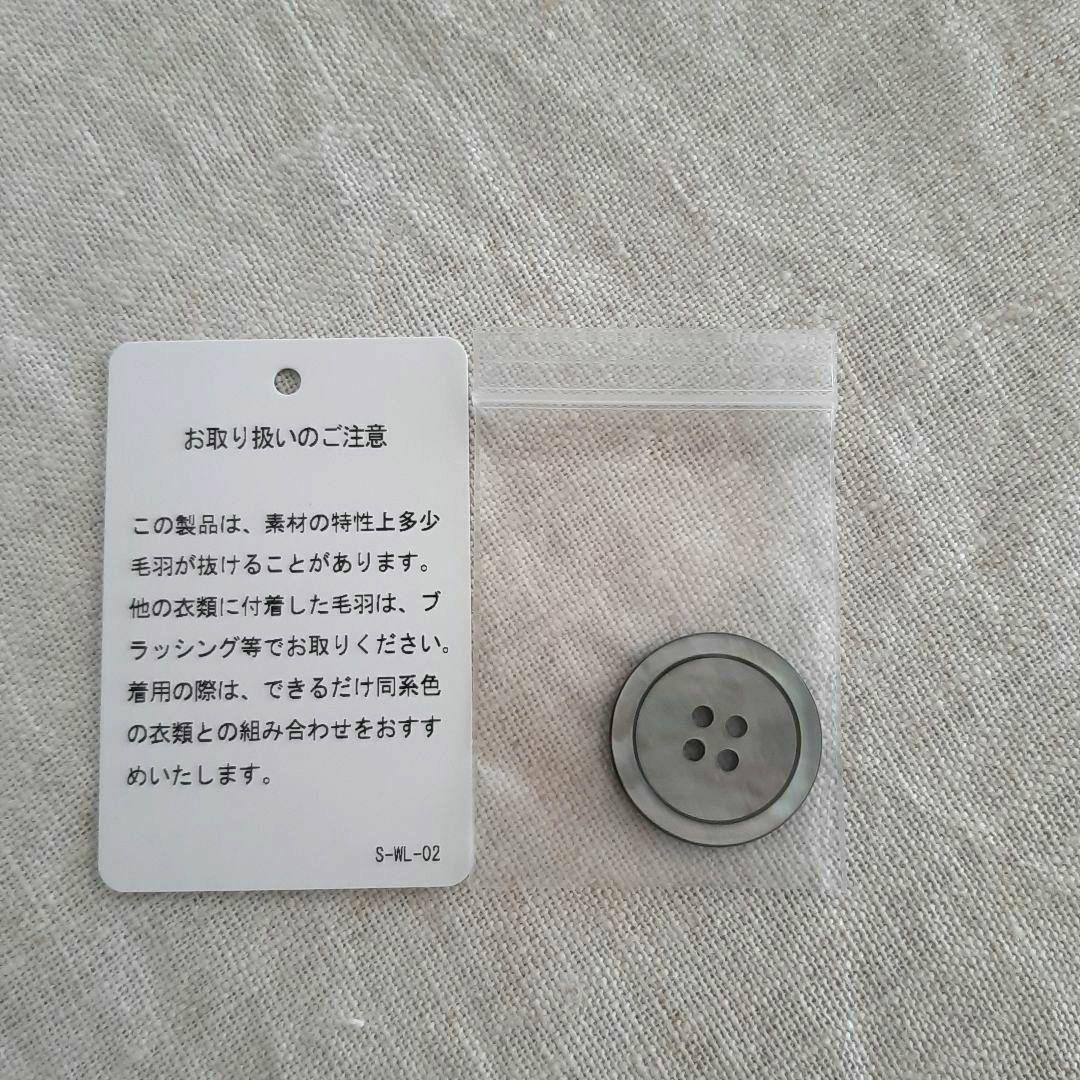 お取り扱いのご注意
この製品は、素材の特性上多少
毛羽が抜けることがあります。
他の衣類に付着した毛羽は、ブ
ラッシング等でお取りください。
着用の際は、できるだけ同系色
の衣類との組み合わせをおすす
めいたします。
S-WL-02